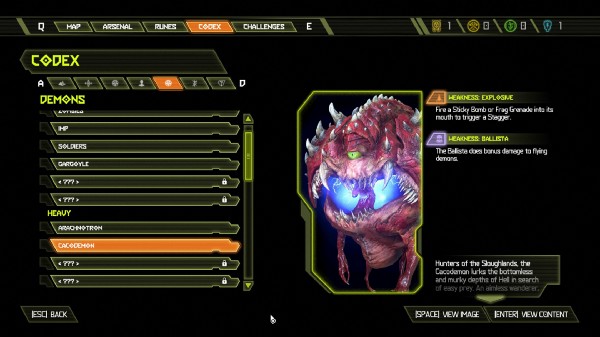 Q MAP ARSENAL RUNES CODEX CHALLENGES E 1 0 0 1
CODEX
A D
DEMONS
ZOMBIES
IMP
SOLDIERS
GARGOYLE
< ??? >
< ??? >
HEAVY
ARACHNOTRON
CACODEMON
< ??? >
< ??? >
WEAKNESS: EXPLOSIVE
Fire a Sticky Bomb or Frag Grenade into its
mouth to trigger a Stagger.
WEAKNESS: BALLISTA
The Ballista does bonus damage to flying
demons.
Hunters of the Sloughlands, the
Cacodemon lurks the bottomless
and murky depths of Hell in search
of easy prey. An aimless wanderer,
[ESC] BACK
[SPACE] VIEW IMAGE
[ENTER] VIEW CONTENT